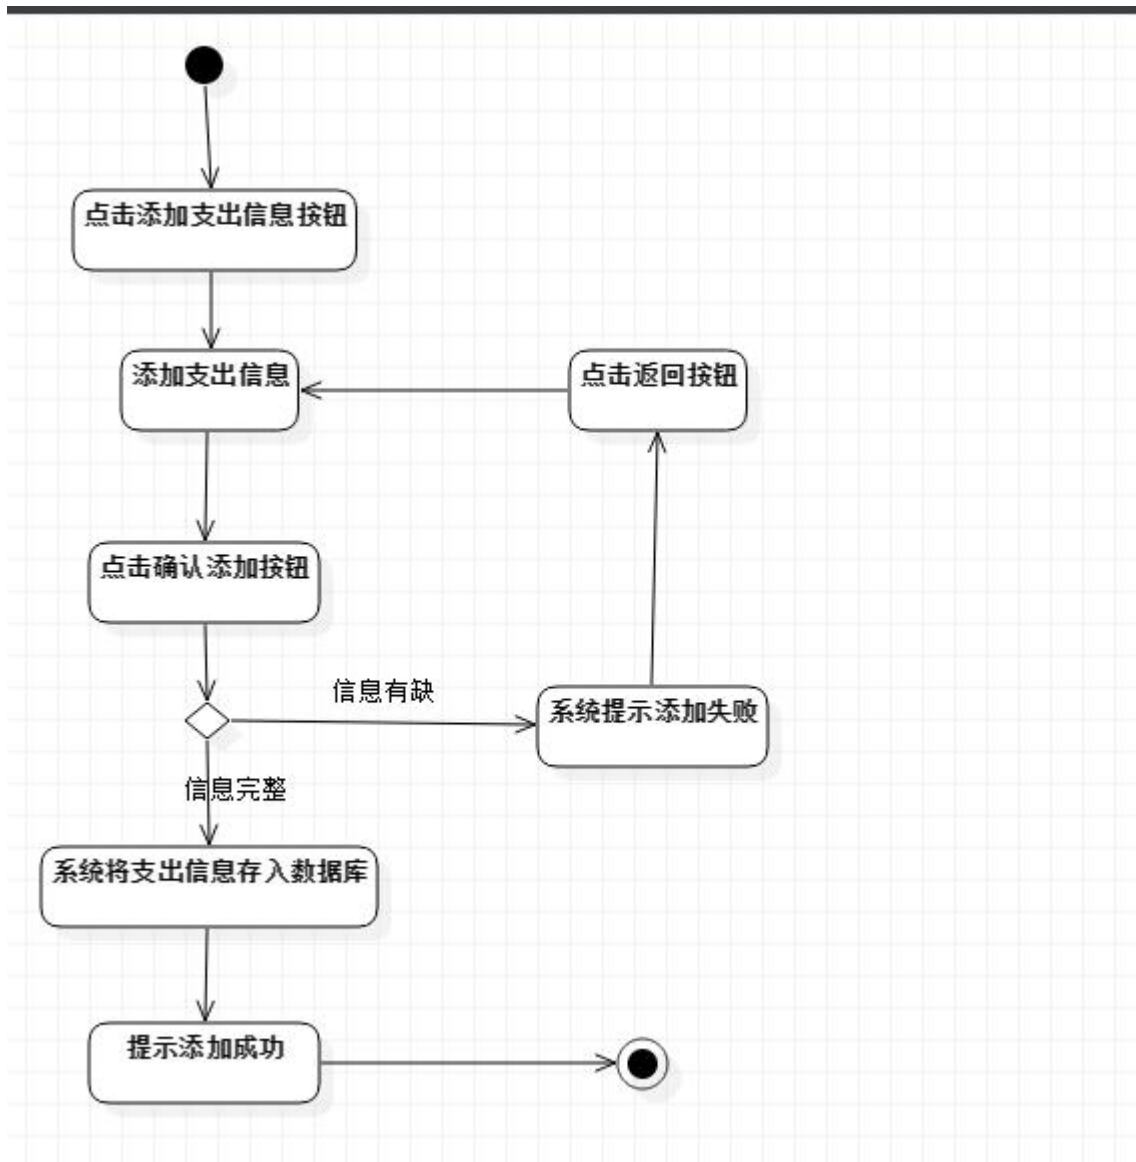 点击添加支出信息按钮
添加支出信息
点击返回按钮
点击确认添加按钮
信息有缺
系统提示添加失败
信息完整
系统将支出信息存入数据库
提示添加成功